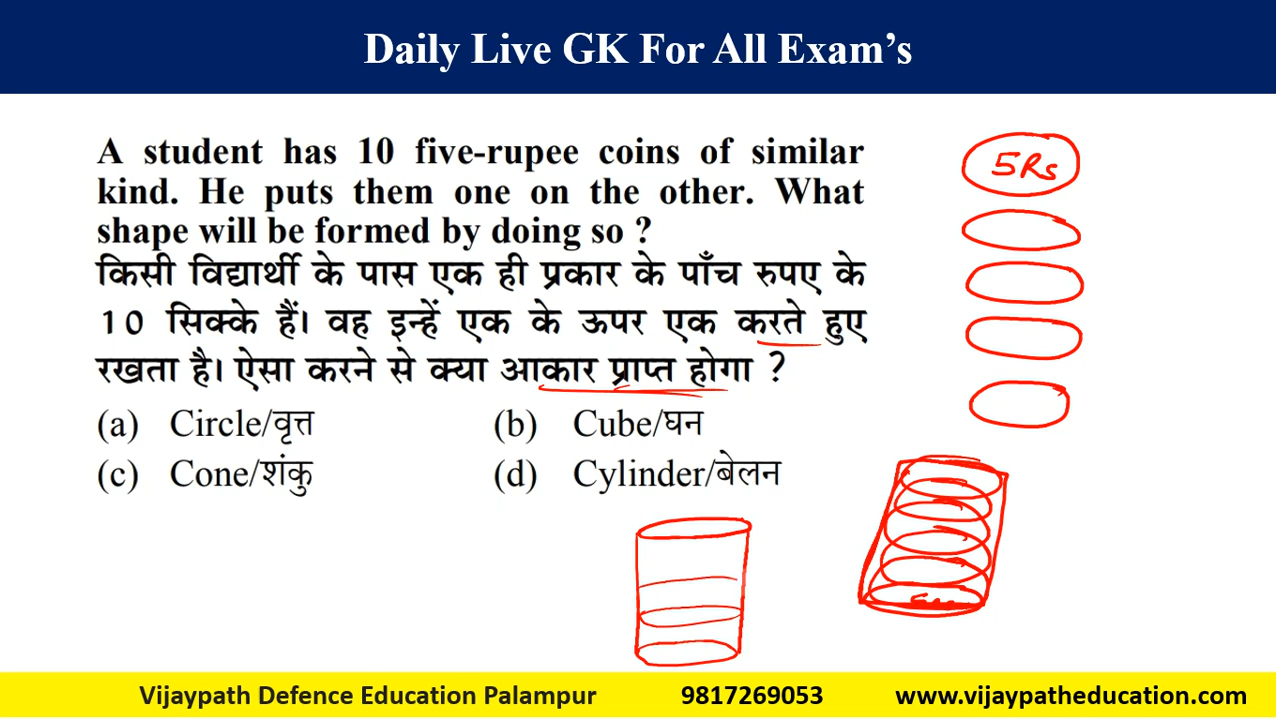 Daily Live GK For All Exam's
A student has 10 five-rupee coins of similar
kind. He puts them one on the other. What
shape will be formed by doing so ?
किसी विद्यार्थी के पास एक ही प्रकार के पाँच रुपए के
10 सिक्के हैं। वह इन्हें एक के ऊपर एक करते हुए
रखता है। ऐसा करने से क्या आकार प्राप्त होगा ?
(a) Circle/वृत्त (b) Cube/घन
(c) Cone/शंकु (d) Cylinder/बेलन
5Rs
Vijaypath Defence Education Palampur 9817269053 www.vijaypatheducation.com